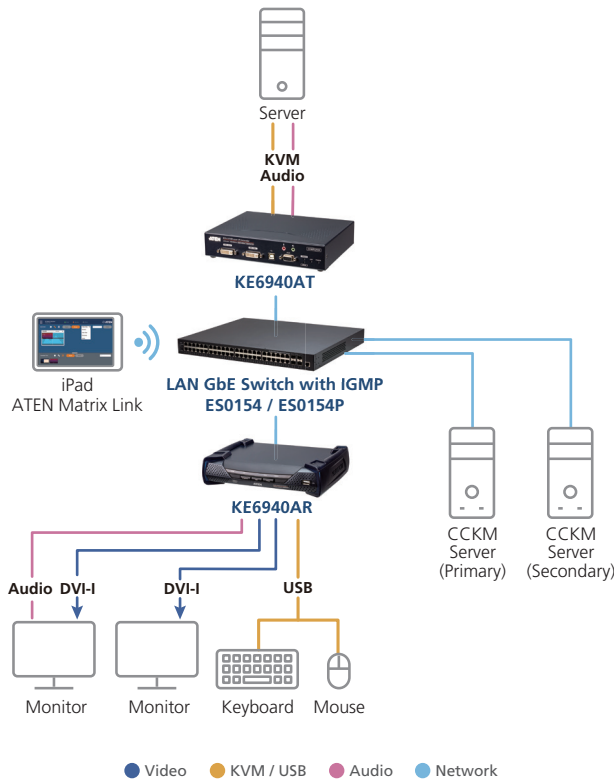 Server
KVM
Audio
ATEN
KE6940AT
LAN GbE Switch with IGMP
ES0154 / ES0154P
iPad
ATEN Matrix Link
KE6940AR
CCKM
Server
(Primary)
CCKM
Server
(Secondary)
Audio DVI-I DVI-I USB
Monitor Monitor Keyboard Mouse
Video KVM / USB Audio Network